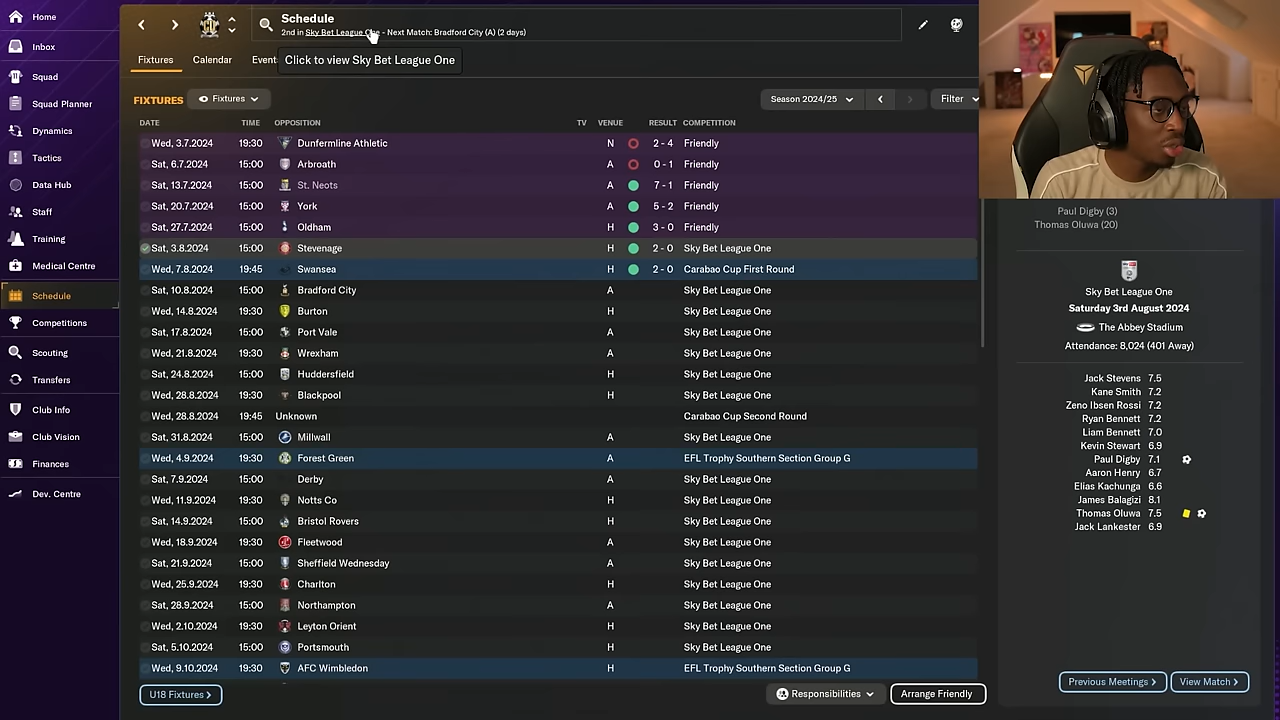 Home
Inbox
Squad
Squad Planner
Dynamics
Tactics
Data Hub
Staff
Training
Medical Centre
Schedule
Competitions
Scouting
Transfers
Club Info
Club Vision
Finances
Dev. Centre
Schedule
2nd in Sky Bet League One - Next Match: Bradford City (A) (2 days)
Fixtures Calendar Event
Click to view Sky Bet League One
FIXTURES Fixtures Season 2024/25 Filter
DATE TIME OPPOSITION TV VENUE RESULT COMPETITION
Wed, 3.7.2024 19:30 Dunfermline Athletic N 2 - 4 Friendly
Sat, 6.7.2024 15:00 Arbroath A 0 - 1 Friendly
Sat, 13.7.2024 15:00 St. Neots A 7 - 1 Friendly
Sat, 20.7.2024 15:00 York A 5 - 2 Friendly
Sat, 27.7.2024 15:00 Oldham H 3 - 0 Friendly
Sat, 3.8.2024 15:00 Stevenage H 2 - 0 Sky Bet League One
Wed, 7.8.2024 19:45 Swansea H 2 - 0 Carabao Cup First Round
Sat, 10.8.2024 15:00 Bradford City A Sky Bet League One
Wed, 14.8.2024 19:30 Burton H Sky Bet League One
Sat, 17.8.2024 15:00 Port Vale A Sky Bet League One
Wed, 21.8.2024 19:30 Wrexham A Sky Bet League One
Sat, 24.8.2024 15:00 Huddersfield H Sky Bet League One
Wed, 28.8.2024 19:30 Blackpool H Sky Bet League One
Wed, 28.8.2024 19:45 Unknown Carabao Cup Second Round
Sat, 31.8.2024 15:00 Millwall A Sky Bet League One
Wed, 4.9.2024 19:30 Forest Green A EFL Trophy Southern Section Group G
Sat, 7.9.2024 15:00 Derby A Sky Bet League One
Wed, 11.9.2024 19:30 Notts Co H Sky Bet League One
Sat, 14.9.2024 15:00 Bristol Rovers H Sky Bet League One
Wed, 18.9.2024 19:30 Fleetwood A Sky Bet League One
Sat, 21.9.2024 15:00 Sheffield Wednesday A Sky Bet League One
Wed, 25.9.2024 19:30 Charlton H Sky Bet League One
Sat, 28.9.2024 15:00 Northampton A Sky Bet League One
Wed, 2.10.2024 19:30 Leyton Orient H Sky Bet League One
Sat, 5.10.2024 15:00 Portsmouth H Sky Bet League One
Wed, 9.10.2024 19:30 AFC Wimbledon H EFL Trophy Southern Section Group G
U18 Fixtures > Responsibilities Arrange Friendly
Paul Digby (3)
Thomas Oluwa (20)
Sky Bet League One
Saturday 3rd August 2024
The Abbey Stadium
Attendance: 8,024 (401 Away)
Jack Stevens 7.5
Kane Smith 7.2
Zeno Ibsen Rossi 7.2
Ryan Bennett 7.2
Liam Bennett 7.0
Kevin Stewart 6.9
Paul Digby 7.1
Aaron Henry 6.7
Elias Kachunga 6.6
James Balagizi 8.1
Thomas Oluwa 7.5
Jack Lankester 6.9
Previous Meetings > View Match >